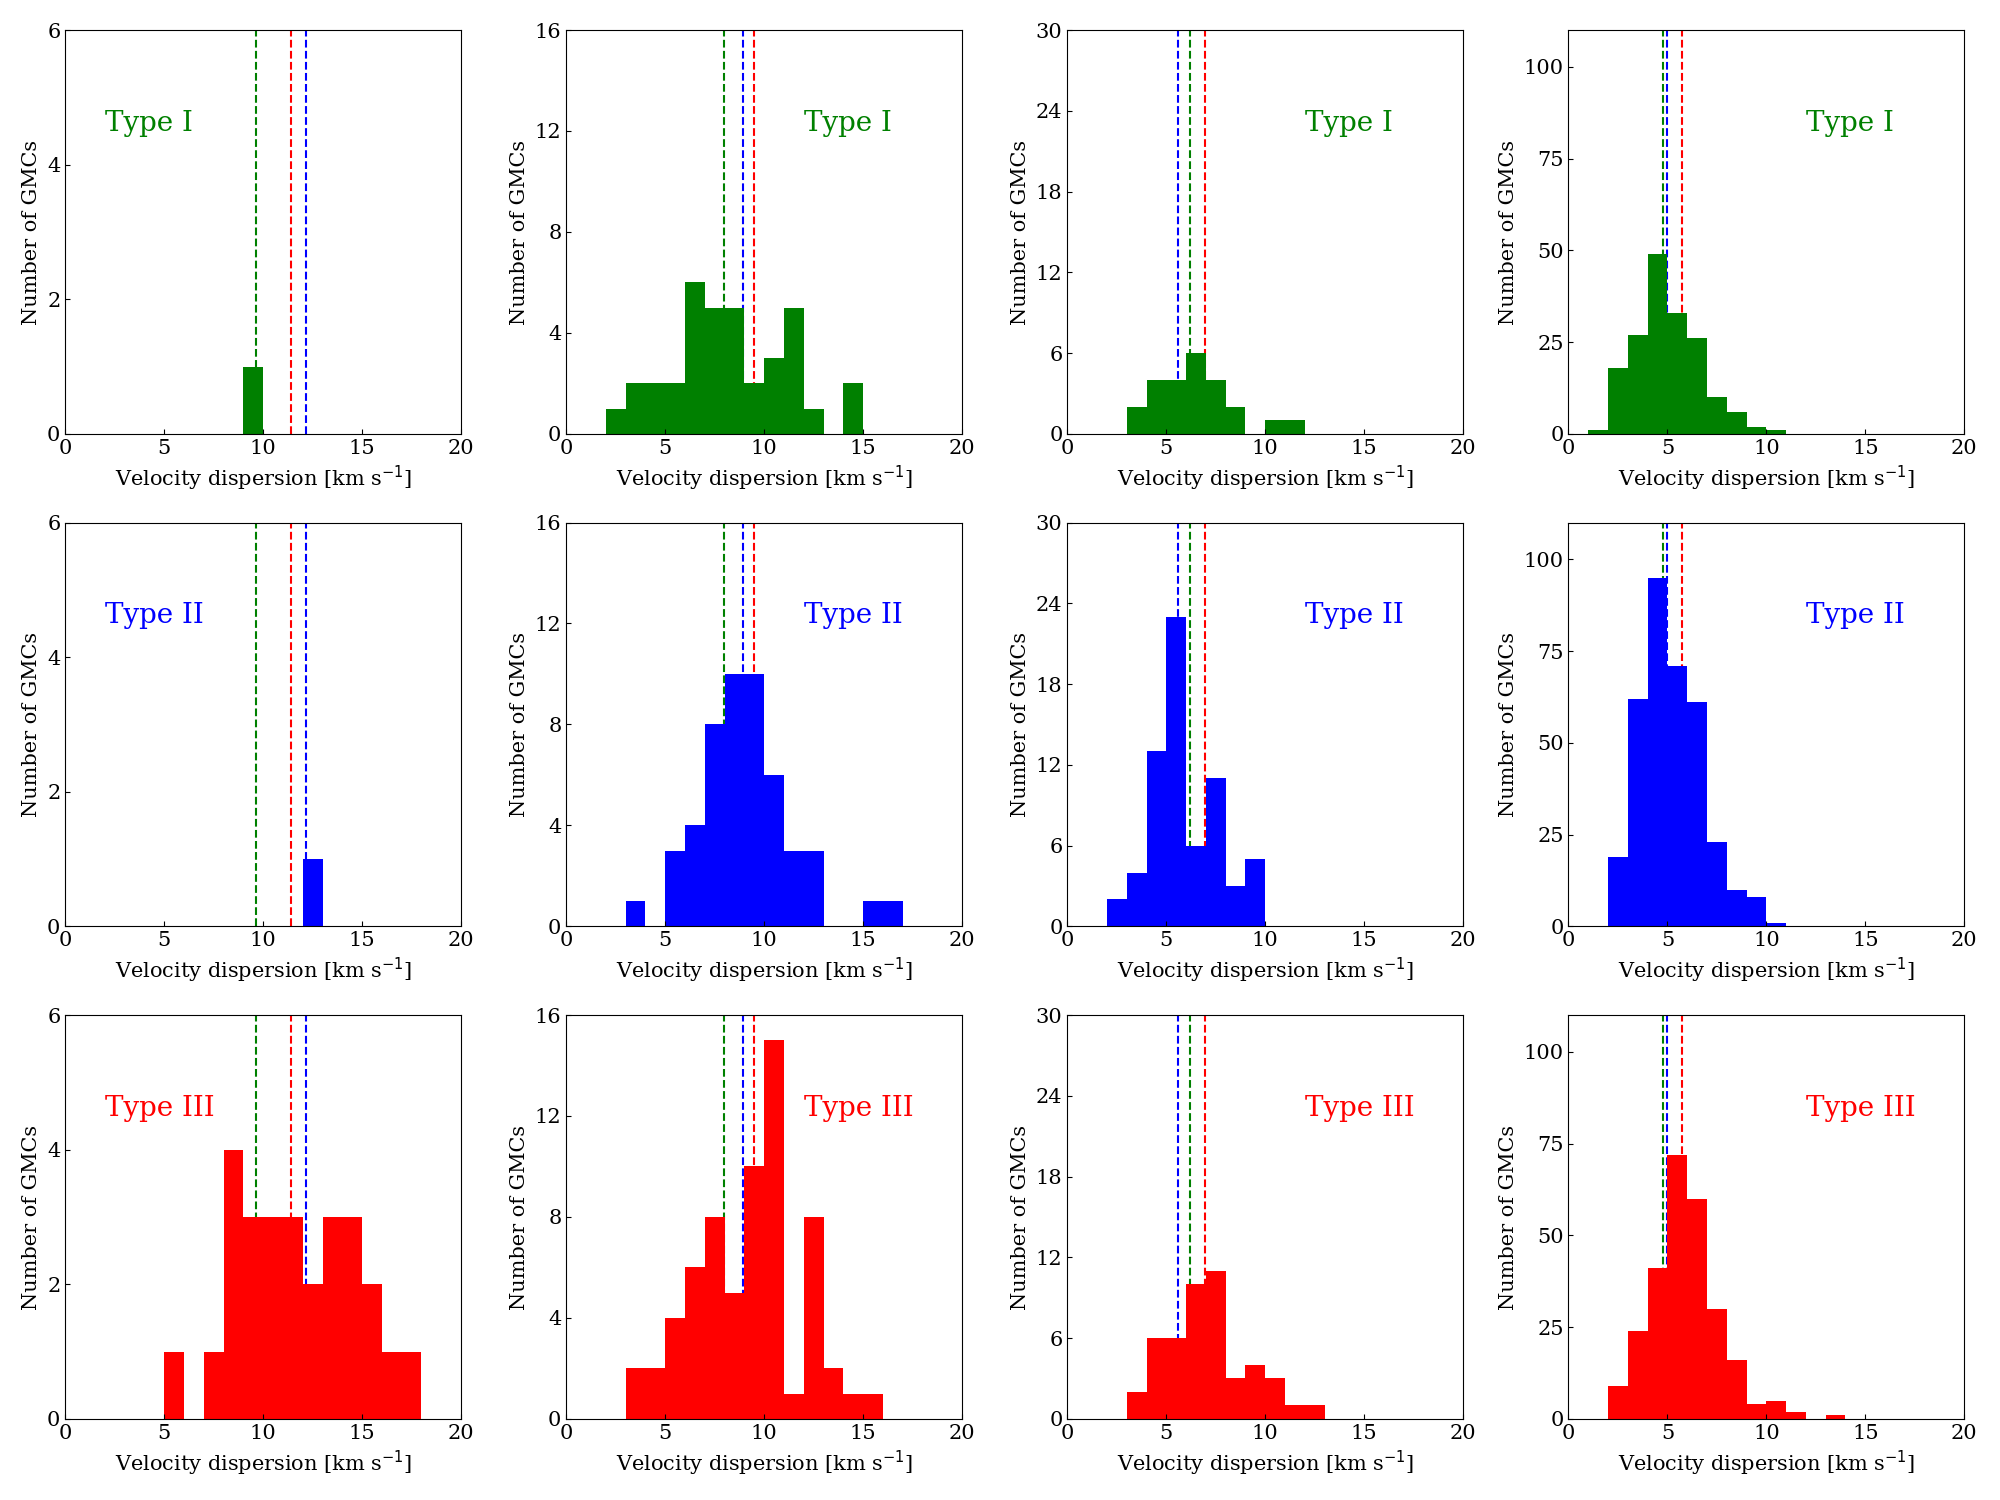 6 16 30 100
4 12 24 75
2 8 18 50
0 4 12 25
0 6 0
0
Type I Type I Type I Type I
Number of GMCs Number of GMCs Number of GMCs Number of GMCs
0 5 10 15 20 0 5 10 15 20 0 5 10 15 20 0 5 10 15 20
Velocity dispersion [km s⁻¹] Velocity dispersion [km s⁻¹] Velocity dispersion [km s⁻¹] Velocity dispersion [km s⁻¹]
6 16 30 100
4 12 24 75
2 8 18 50
0 4 12 25
0 6 0
0
Type II Type II Type II Type II
Number of GMCs Number of GMCs Number of GMCs Number of GMCs
0 5 10 15 20 0 5 10 15 20 0 5 10 15 20 0 5 10 15 20
Velocity dispersion [km s⁻¹] Velocity dispersion [km s⁻¹] Velocity dispersion [km s⁻¹] Velocity dispersion [km s⁻¹]
6 16 30 100
4 12 24 75
2 8 18 50
0 4 12 25
0 6 0
0
Type III Type III Type III Type III
Number of GMCs Number of GMCs Number of GMCs Number of GMCs
0 5 10 15 20 0 5 10 15 20 0 5 10 15 20 0 5 10 15 20
Velocity dispersion [km s⁻¹] Velocity dispersion [km s⁻¹] Velocity dispersion [km s⁻¹] Velocity dispersion [km s⁻¹]